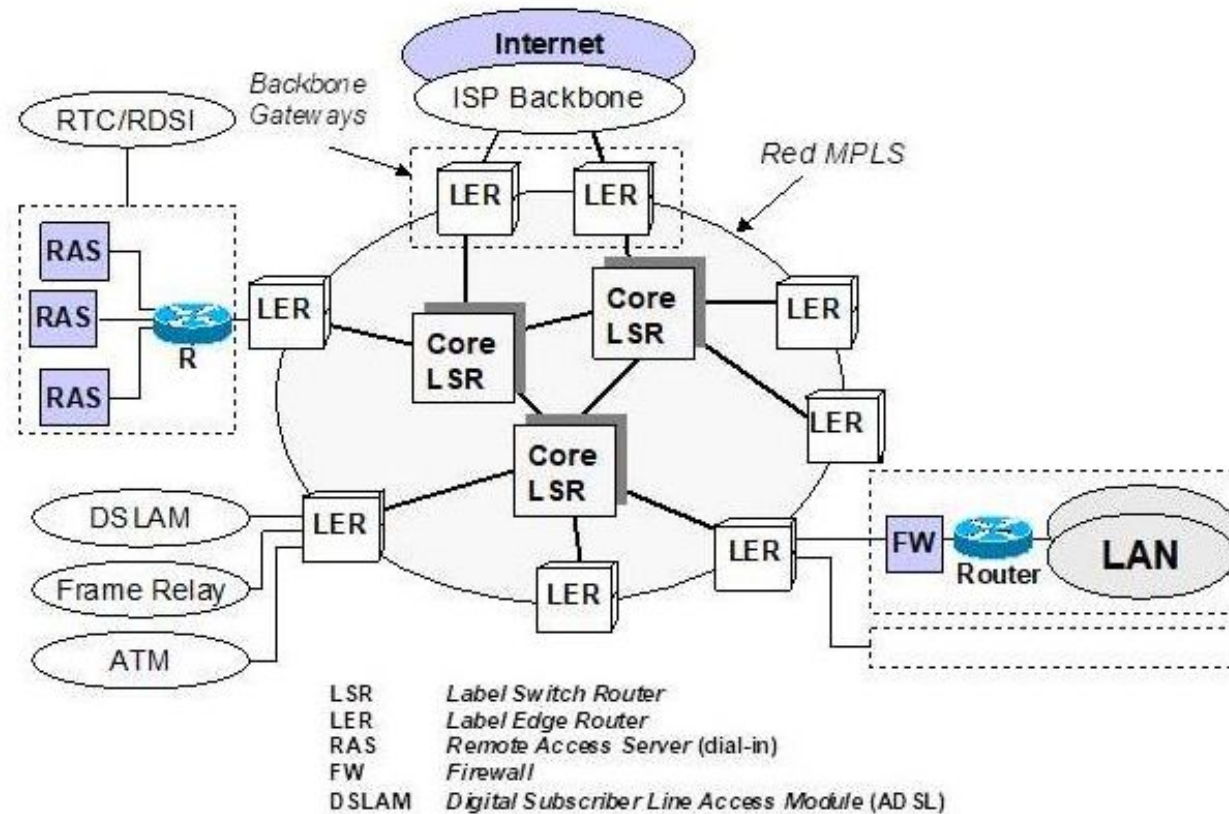 Internet
ISP Backbone
Backbone
Gateways
RTC/RDSI
Red MPLS
LER
LER
RAS
RAS
RAS
R
LER
Core
LSR
Core
LSR
LER
LER
Core
LSR
DSLAM
Frame Relay
ATM
LER
LER
LER
FW
Router
LAN
LSR Label Switch Router
LER Label Edge Router
RAS Remote Access Server (dial-in)
FW Firewall
DSLAM Digital Subscriber Line Access Module (ADSL)